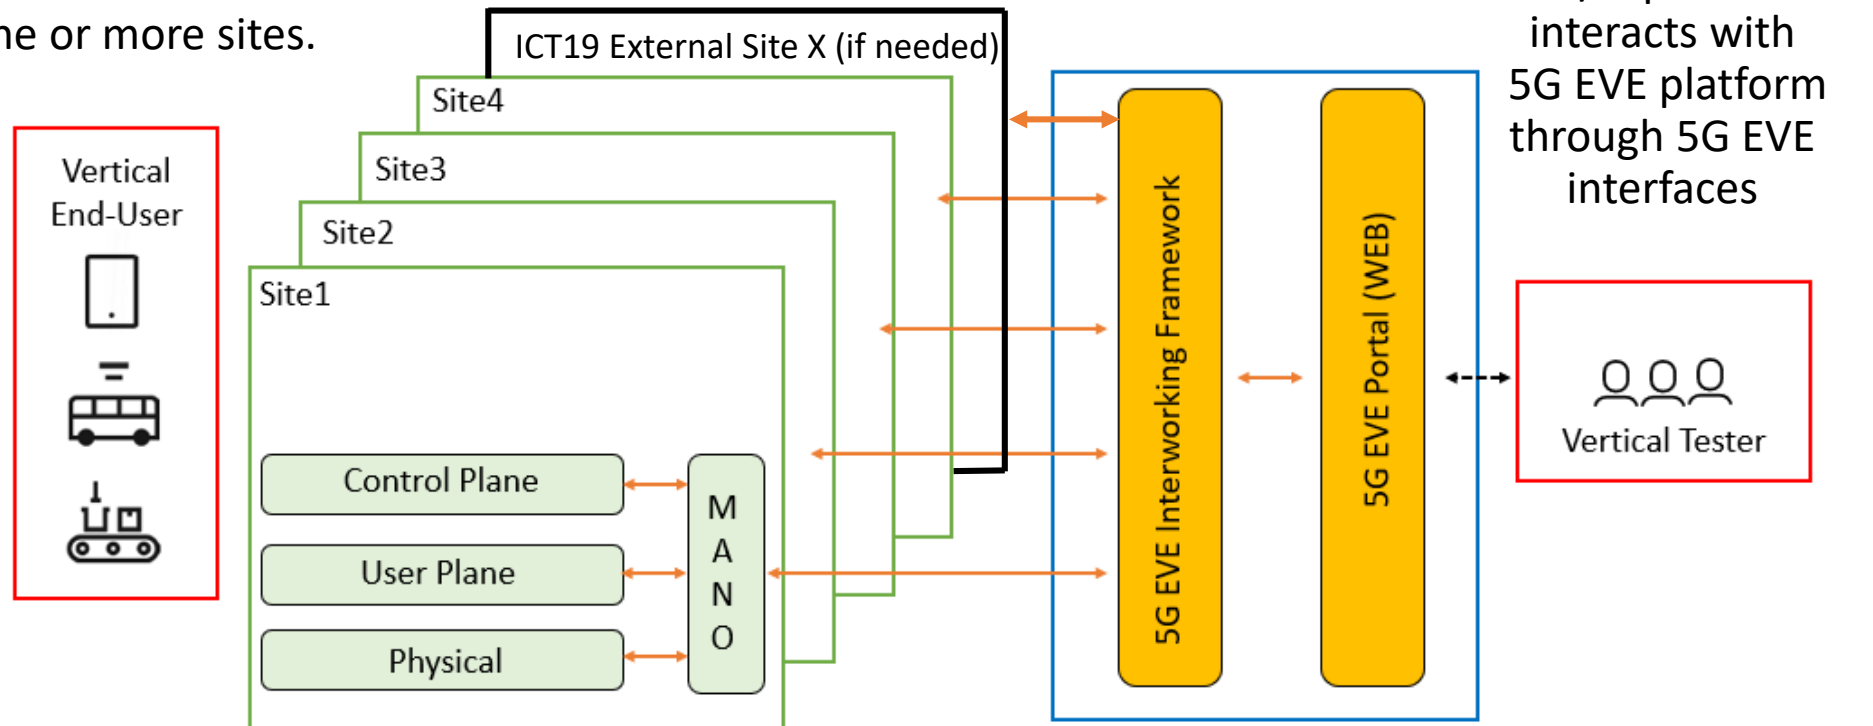 ne or more sites.
interacts with
5G EVE platform
through 5G EVE
interfaces
ICT19 External Site X (if needed)
Site4
Site3
Site2
Site1
Vertical
End-User
Control Plane
User Plane
Physical
M
A
N
O
5G EVE Interworking Framework
5G EVE Portal (WEB)
Vertical Tester